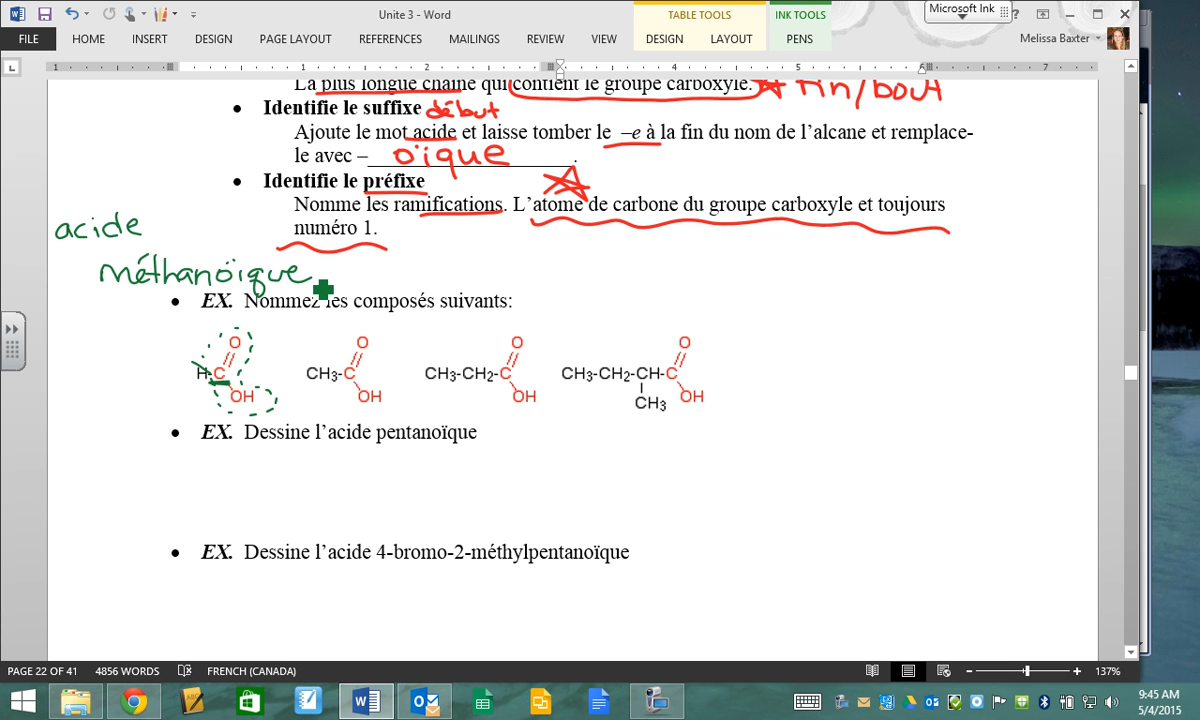 Unite 3 - Word
TABLE TOOLS
INK TOOLS
Microsoft Ink
?
FILE HOME INSERT DESIGN PAGE LAYOUT REFERENCES MAILINGS REVIEW VIEW DESIGN LAYOUT PENS
Melissa Baxter
1 1 2 4 5 7
La plus longue chaîne qui contient le groupe carboxyle. fin/bout
• Identifie le suffixe début
Ajoute le mot acide et laisse tomber le –e à la fin du nom de l’alcane et remplace-
le avec – oïque .
• Identifie le préfixe
Nomme les ramifications. L’atome de carbone du groupe carboxyle et toujours
numéro 1.
acide
méthanoïque
• EX. Nommez les composés suivants:
O O O O
H-C CH3-C CH3-CH2-C CH3-CH2-CH-C
OH OH OH CH3 OH
• EX. Dessine l’acide pentanoïque
• EX. Dessine l’acide 4-bromo-2-méthylpentanoïque
PAGE 22 OF 41 4856 WORDS FRENCH (CANADA) 137%
9:45 AM
5/4/2015